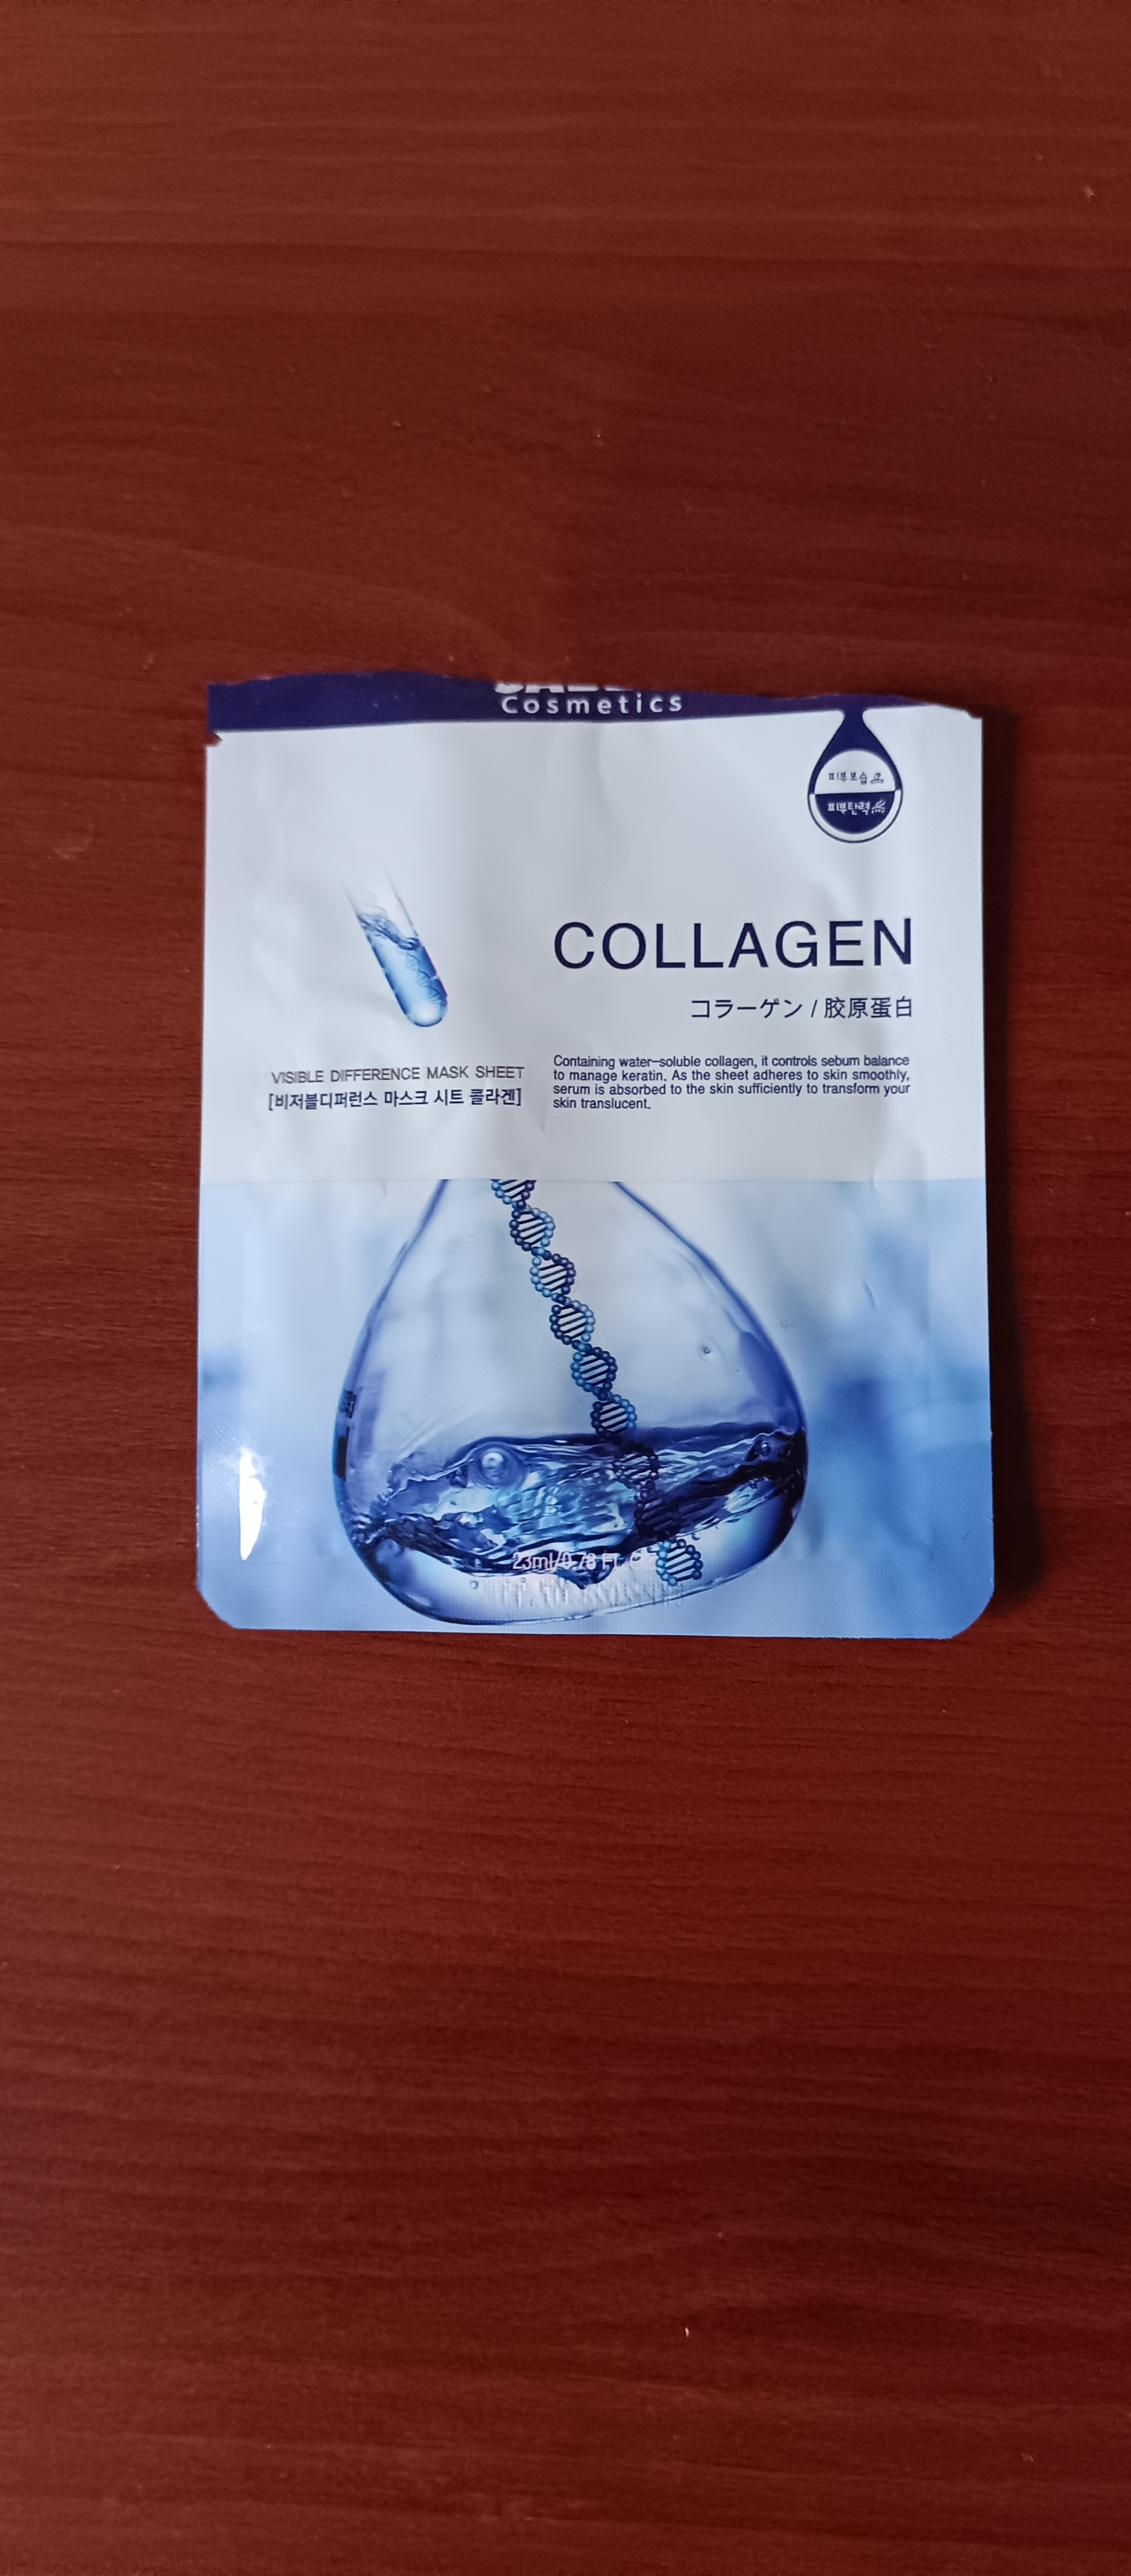 Cosmetics
피부보습
피부탄력
COLLAGEN
コラーゲン / 胶原蛋白
VISIBLE DIFFERENCE MASK SHEET
[비저블디퍼런스 마스크 시트 콜라겐]
Containing water-soluble collagen, it controls sebum balance
to manage keratin. As the sheet adheres to skin smoothly,
serum is absorbed to the skin sufficiently to transform your
skin translucent.
23ml/0.78 Fl. OZ